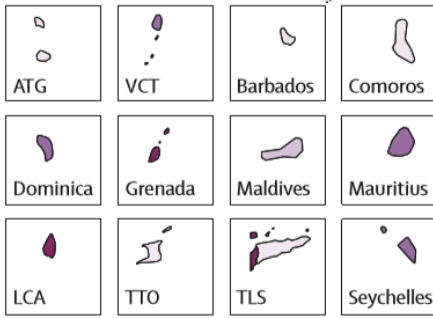 ATG
VCT
Barbados
Comoros
Dominica
Grenada
Maldives
Mauritius
LCA
TTO
TLS
Seychelles